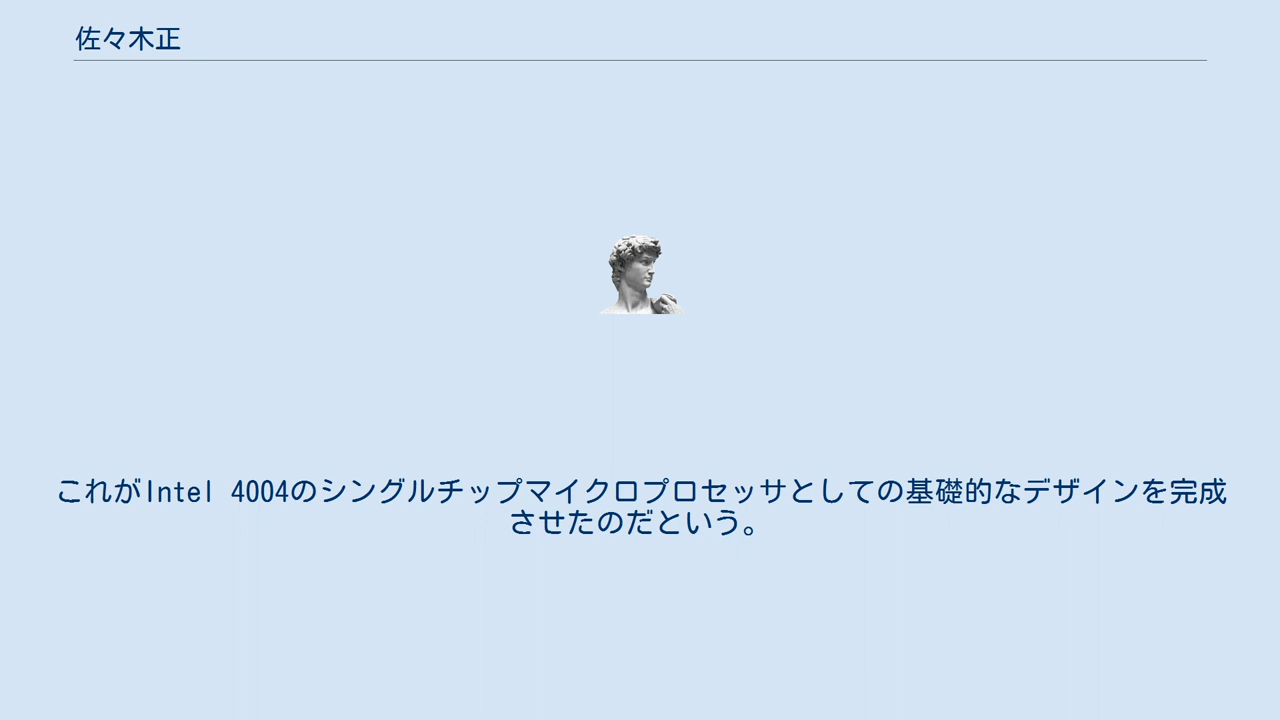 佐々木正
これがIntel 4004のシングルチップマイクロプロセッサとしての基礎的なデザインを完成
させたのだという。